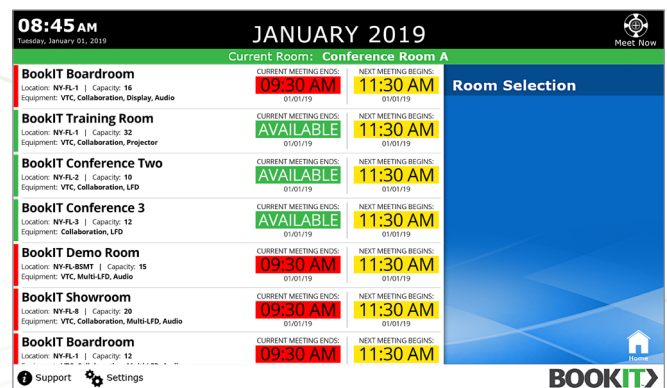 08:45 AM
Tuesday, January 01, 2019
JANUARY 2019
Meet Now
Current Room: Conference Room A
BookIT Boardroom
Location: NY-FL-1 | Capacity: 16
Equipment: VTC, Collaboration, Display, Audio
CURRENT MEETING ENDS:
09:30 AM
NEXT MEETING BEGINS:
11:30 AM
01/01/19
Room Selection
BookIT Training Room
Location: NY-FL-1 | Capacity: 32
Equipment: VTC, Collaboration, Projector
CURRENT MEETING ENDS:
AVAILABLE
NEXT MEETING BEGINS:
11:30 AM
01/01/19
BookIT Conference Two
Location: NY-FL-2 | Capacity: 10
Equipment: VTC, Collaboration, LFD
CURRENT MEETING ENDS:
AVAILABLE
01/01/19
NEXT MEETING BEGINS:
11:30 AM
01/01/19
BookIT Conference 3
Location: NY-FL-3 | Capacity: 12
Equipment: Collaboration, LFD
CURRENT MEETING ENDS:
AVAILABLE
01/01/19
NEXT MEETING BEGINS:
11:30 AM
01/01/19
BookIT Demo Room
Location: NY-FL-BSMT | Capacity: 15
Equipment: VTC, Multi-LFD, Audio
CURRENT MEETING ENDS:
09:30 AM
01/01/19
NEXT MEETING BEGINS:
11:30 AM
01/01/19
BookIT Showroom
Location: NY-FL-8 | Capacity: 20
Equipment: VTC, Collaboration, Multi-LFD, Audio
CURRENT MEETING ENDS:
09:30 AM
01/01/19
NEXT MEETING BEGINS:
11:30 AM
01/01/19
BookIT Boardroom
Location: NY-FL-1 | Capacity: 12
CURRENT MEETING ENDS:
09:30 AM
NEXT MEETING BEGINS:
11:30 AM
Home
Support
Settings
BOOKIT